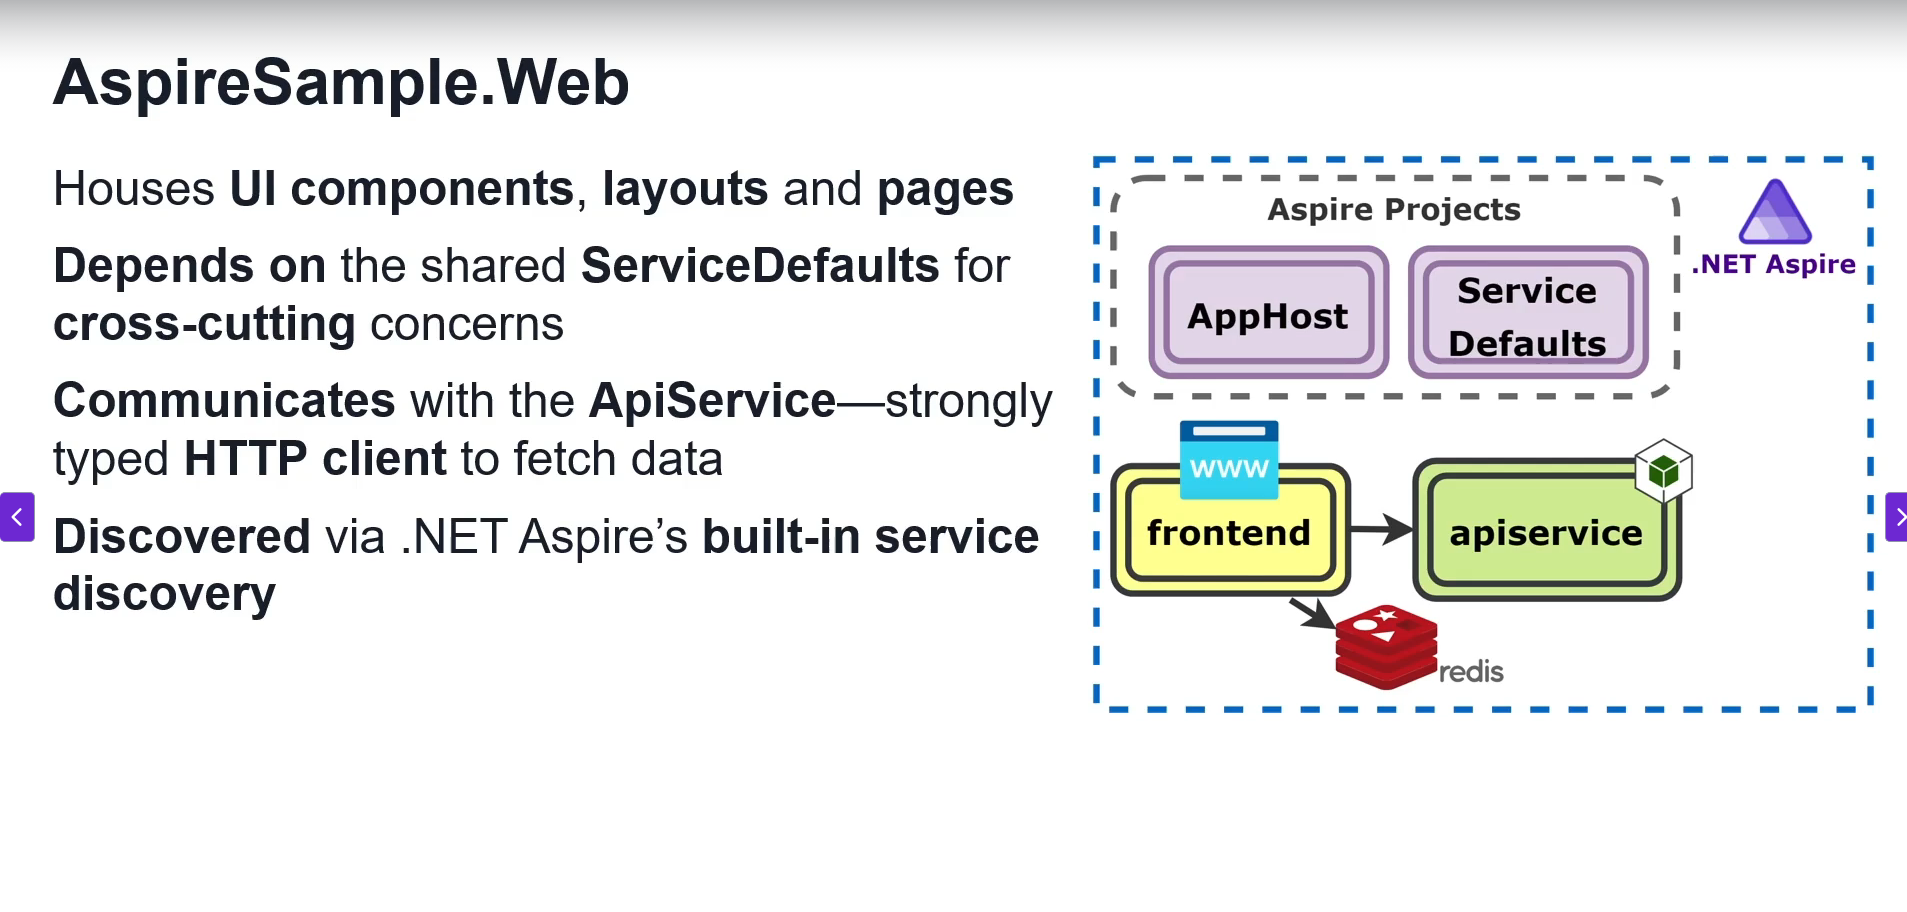 AspireSample.Web
Houses UI components, layouts and pages
Depends on the shared ServiceDefaults for
cross-cutting concerns
Communicates with the ApiService—strongly
typed HTTP client to fetch data
Discovered via .NET Aspire’s built-in service
discovery
Aspire Projects
AppHost
Service
Defaults
.NET Aspire
WWW
frontend
apiservice
redis